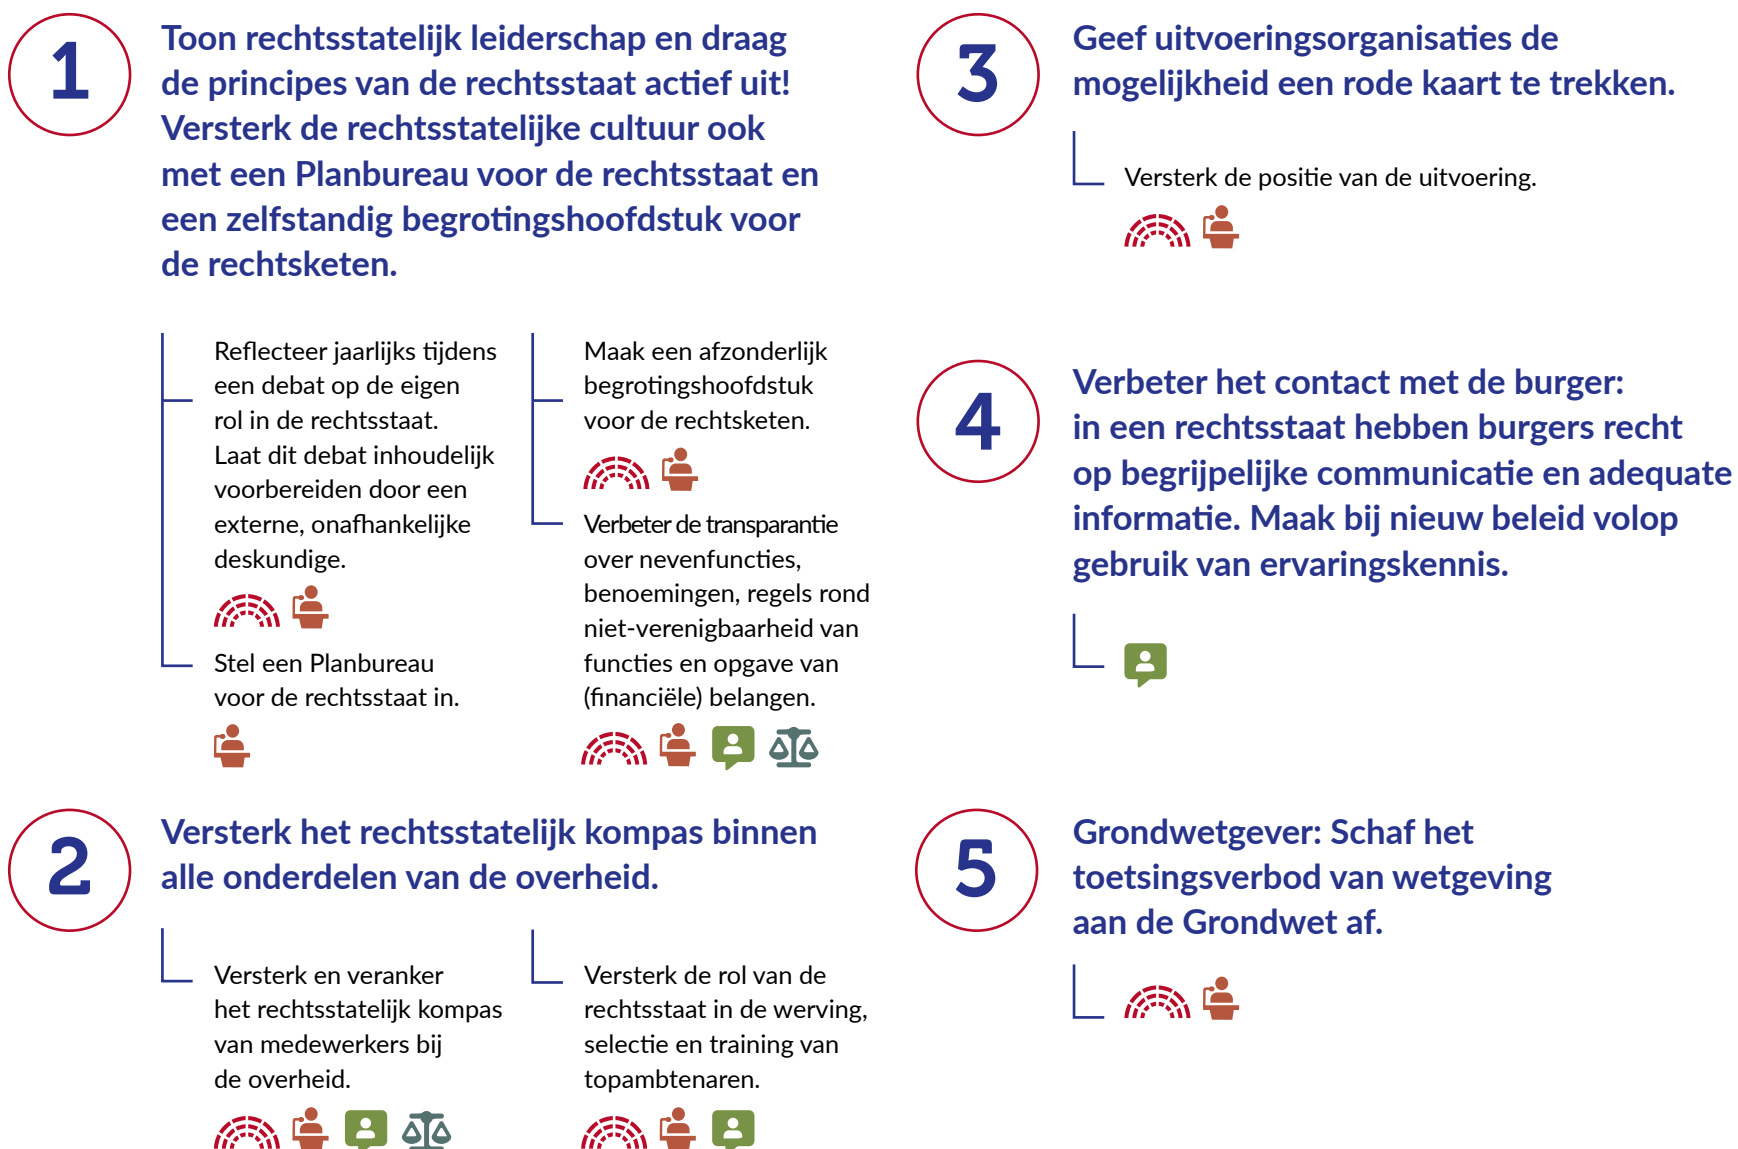 1
Toon rechtsstatelijk leiderschap en draag
de principes van de rechtsstaat actief uit!
Versterk de rechtsstatelijke cultuur ook
met een Planbureau voor de rechtsstaat en
een zelfstandig begrotingshoofdstuk voor
de rechtsketen.
Reflecteer jaarlijks tijdens
een debat op de eigen
rol in de rechtsstaat.
Laat dit debat inhoudelijk
voorbereiden door een
externe, onafhankelijke
deskundige.
Stel een Planbureau
voor de rechtsstaat in.
Maak een afzonderlijk
begrotingshoofdstuk
voor de rechtsketen.
Verbeter de transparantie
over nevenfuncties,
benoemingen, regels rond
niet-verenigbaarheid van
functies en opgave van
(financiële) belangen.
2
Versterk het rechtsstatelijk kompas binnen
alle onderdelen van de overheid.
Versterk en veranker
het rechtsstatelijk kompas
van medewerkers bij
de overheid.
Versterk de rol van de
rechtsstaat in de werving,
selectie en training van
topambtenaren.
3
Geef uitvoeringsorganisaties de
mogelijkheid een rode kaart te trekken.
Versterk de positie van de uitvoering.
4
Verbeter het contact met de burger:
in een rechtsstaat hebben burgers recht
op begrijpelijke communicatie en adequate
informatie. Maak bij nieuw beleid volop
gebruik van ervaringskennis.
5
Grondwetgever: Schaf het
toetsingsverbod van wetgeving
aan de Grondwet af.